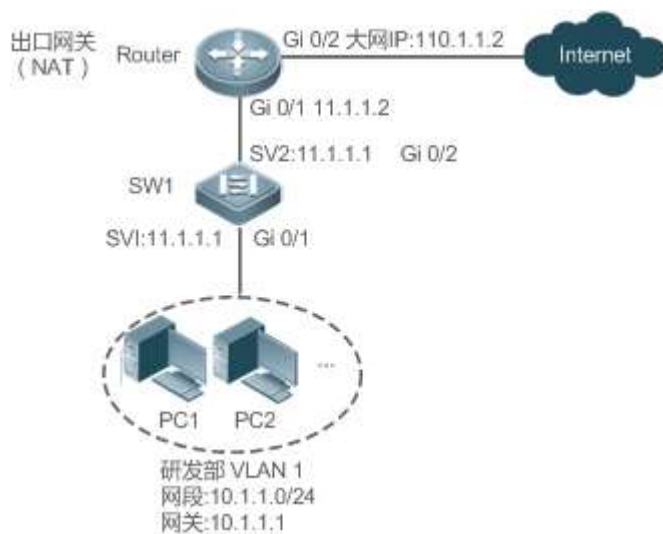 出口网关
（NAT）
Router
Gi 0/2 大网IP:110.1.1.2
Internet
Gi 0/1 11.1.1.2
SV2:11.1.1.1 Gi 0/2
SW1
SVI:11.1.1.1 Gi 0/1
...
PC1 PC2
研发部 VLAN 1
网段:10.1.1.0/24
网关:10.1.1.1